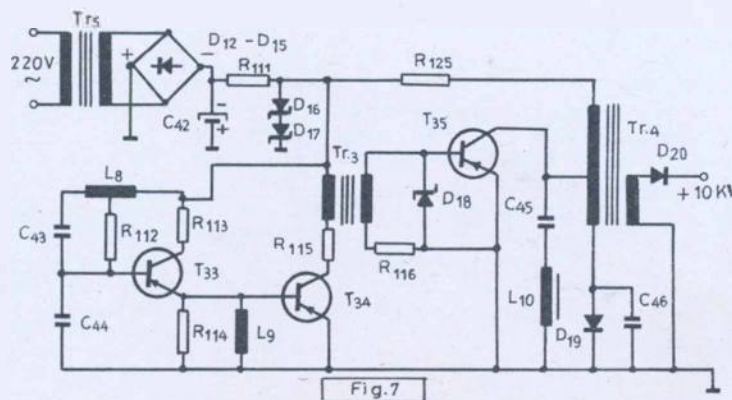 Tr5
D12 - D15
220V
~
+
-
R111
R125
C42
-
+
D16
D17
T35
Tr.4
Tr.3
D20
+10 KV
L8
C43
R112
R113
D18
C45
T33
R115
R116
T34
C44
R114
L9
L10
D19
C46
Fig.7